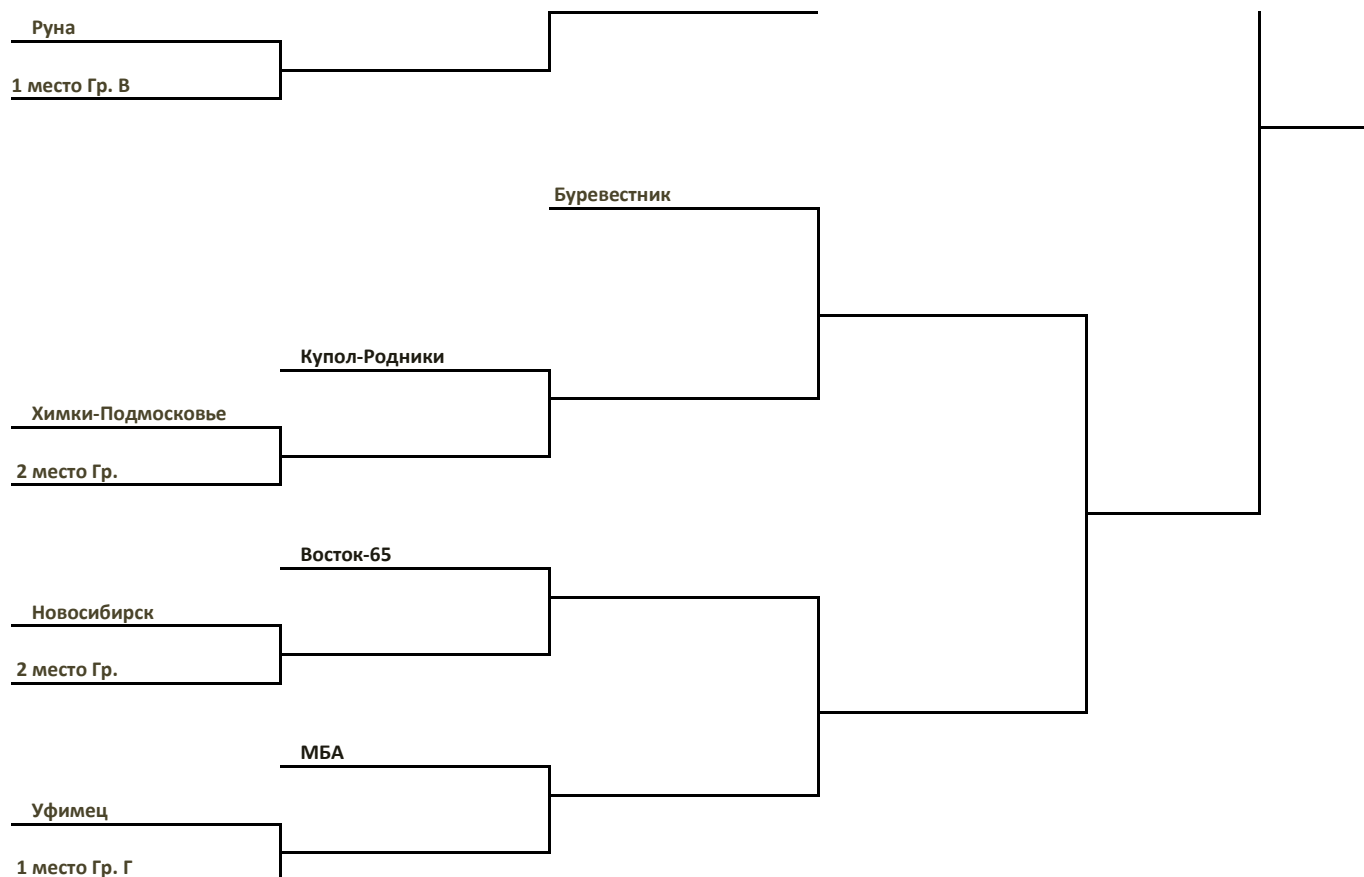 Руна
1 место Гр. В
Буревестник
Купол-Родники
Химки-Подмосковье
2 место Гр.
Восток-65
Новосибирск
2 место Гр.
МБА
Уфимец
1 место Гр. Г